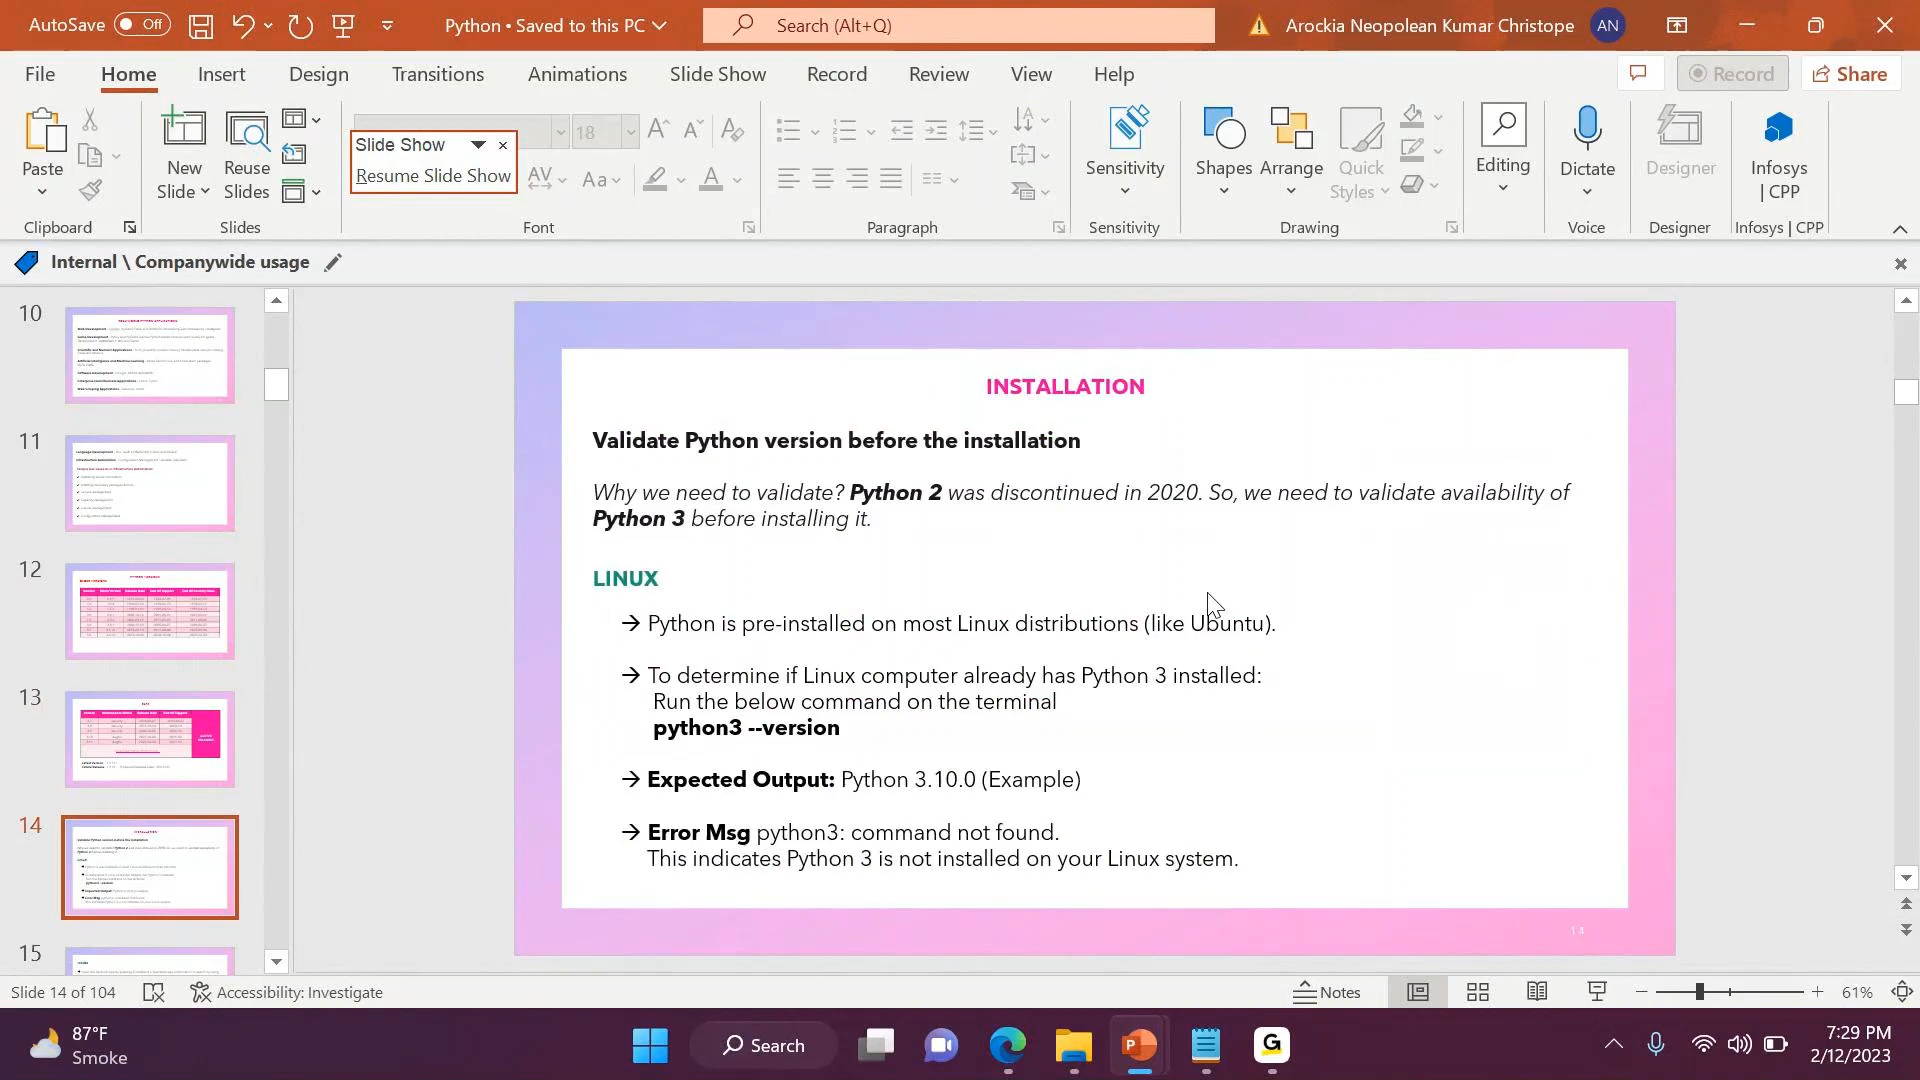 AutoSave Off Python • Saved to this PC Search (Alt+Q) Arockia Neopolean Kumar Christope AN
File Home Insert Design Transitions Animations Slide Show Record Review View Help Record Share
Paste
New Slide
Reuse Slides
Slide Show
Resume Slide Show
18
Sensitivity
Shapes Arrange Quick Styles
Editing
Dictate
Designer
Infosys | CPP
Clipboard Slides Font Paragraph Sensitivity Drawing Voice Designer Infosys | CPP
Internal \ Companywide usage
10
11
12
13
14
15
INSTALLATION
Validate Python version before the installation
Why we need to validate? Python 2 was discontinued in 2020. So, we need to validate availability of
Python 3 before installing it.
LINUX
→ Python is pre-installed on most Linux distributions (like Ubuntu).
→ To determine if Linux computer already has Python 3 installed:
Run the below command on the terminal
python3 --version
→ Expected Output: Python 3.10.0 (Example)
→ Error Msg python3: command not found.
This indicates Python 3 is not installed on your Linux system.
14
Slide 14 of 104 Accessibility: Investigate Notes 61%
87°F
Smoke
Search
7:29 PM
2/12/2023